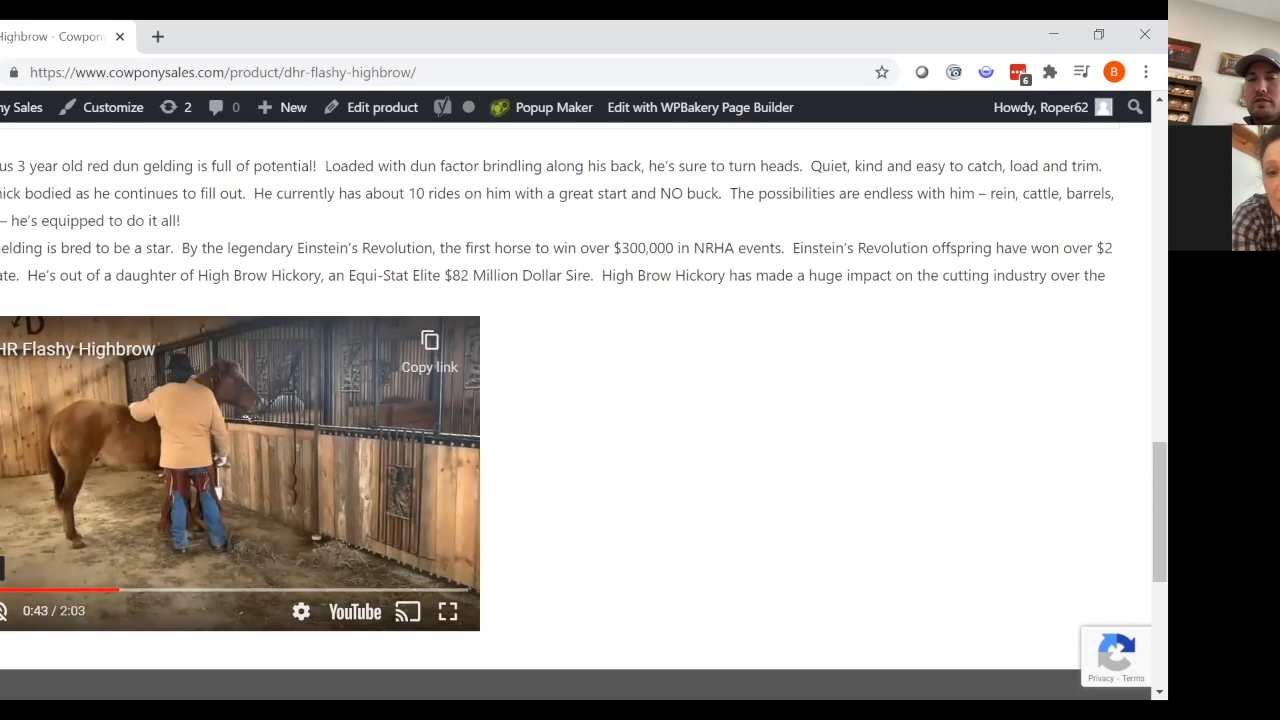 Highbrow - Cowpon
https://www.cowponysales.com/product/dhr-flashy-highbrow/
6
B
ny Sales Customize 2 0 New Edit product Popup Maker Edit with WPBakery Page Builder Howdy, Roper62
us 3 year old red dun gelding is full of potential! Loaded with dun factor brindling along his back, he's sure to turn heads. Quiet, kind and easy to catch, load and trim.
nick bodied as he continues to fill out. He currently has about 10 rides on him with a great start and NO buck. The possibilities are endless with him – rein, cattle, barrels,
– he's equipped to do it all!
elding is bred to be a star. By the legendary Einstein's Revolution, the first horse to win over $300,000 in NRHA events. Einstein's Revolution offspring have won over $2
ate. He's out of a daughter of High Brow Hickory, an Equi-Stat Elite $82 Million Dollar Sire. High Brow Hickory has made a huge impact on the cutting industry over the
HR Flashy Highbrow
Copy link
0:43 / 2:03
YouTube
Privacy - Terms